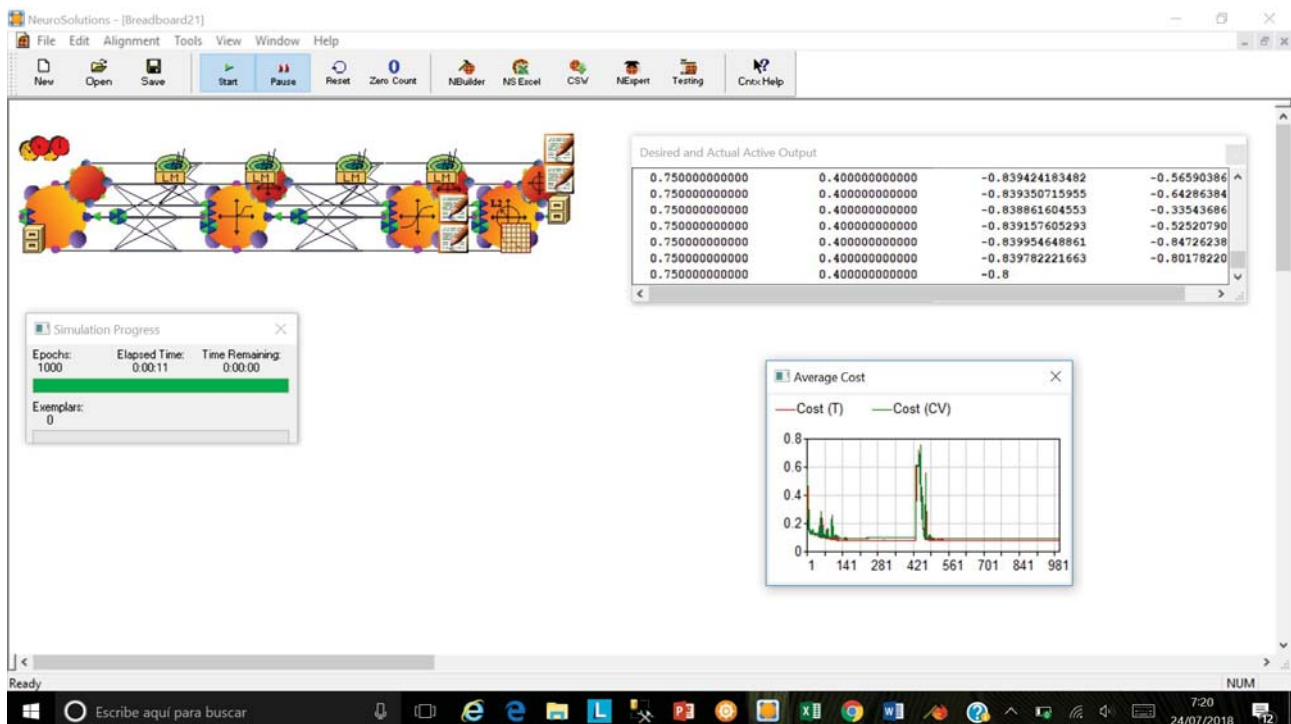 NeuroSolutions - [Breadboard21]
File Edit Alignment Tools View Window Help
New Open Save Start Pause Reset Zero Count NBuilder NS Excel CSV NExpert Testing Cntx Help
LM LM LM LM
L2
Desired and Actual Active Output
0.750000000000 0.400000000000 -0.839424183482 -0.56590386
0.750000000000 0.400000000000 -0.839350715955 -0.64286384
0.750000000000 0.400000000000 -0.838861604553 -0.33543686
0.750000000000 0.400000000000 -0.839157605293 -0.52520790
0.750000000000 0.400000000000 -0.839954648861 -0.84726238
0.750000000000 0.400000000000 -0.839782221663 -0.80178220
0.750000000000 0.400000000000 -0.8
Simulation Progress
Epochs: Elapsed Time: Time Remaining:
1000 0:00:11 0:00:00
Exemplars:
0
Average Cost
Cost (T) Cost (CV)
0.8
0.6
0.4
0.2
0
1 141 281 421 561 701 841 981
Ready NUM
Escribe aquí para buscar
7:20
24/07/2018
12